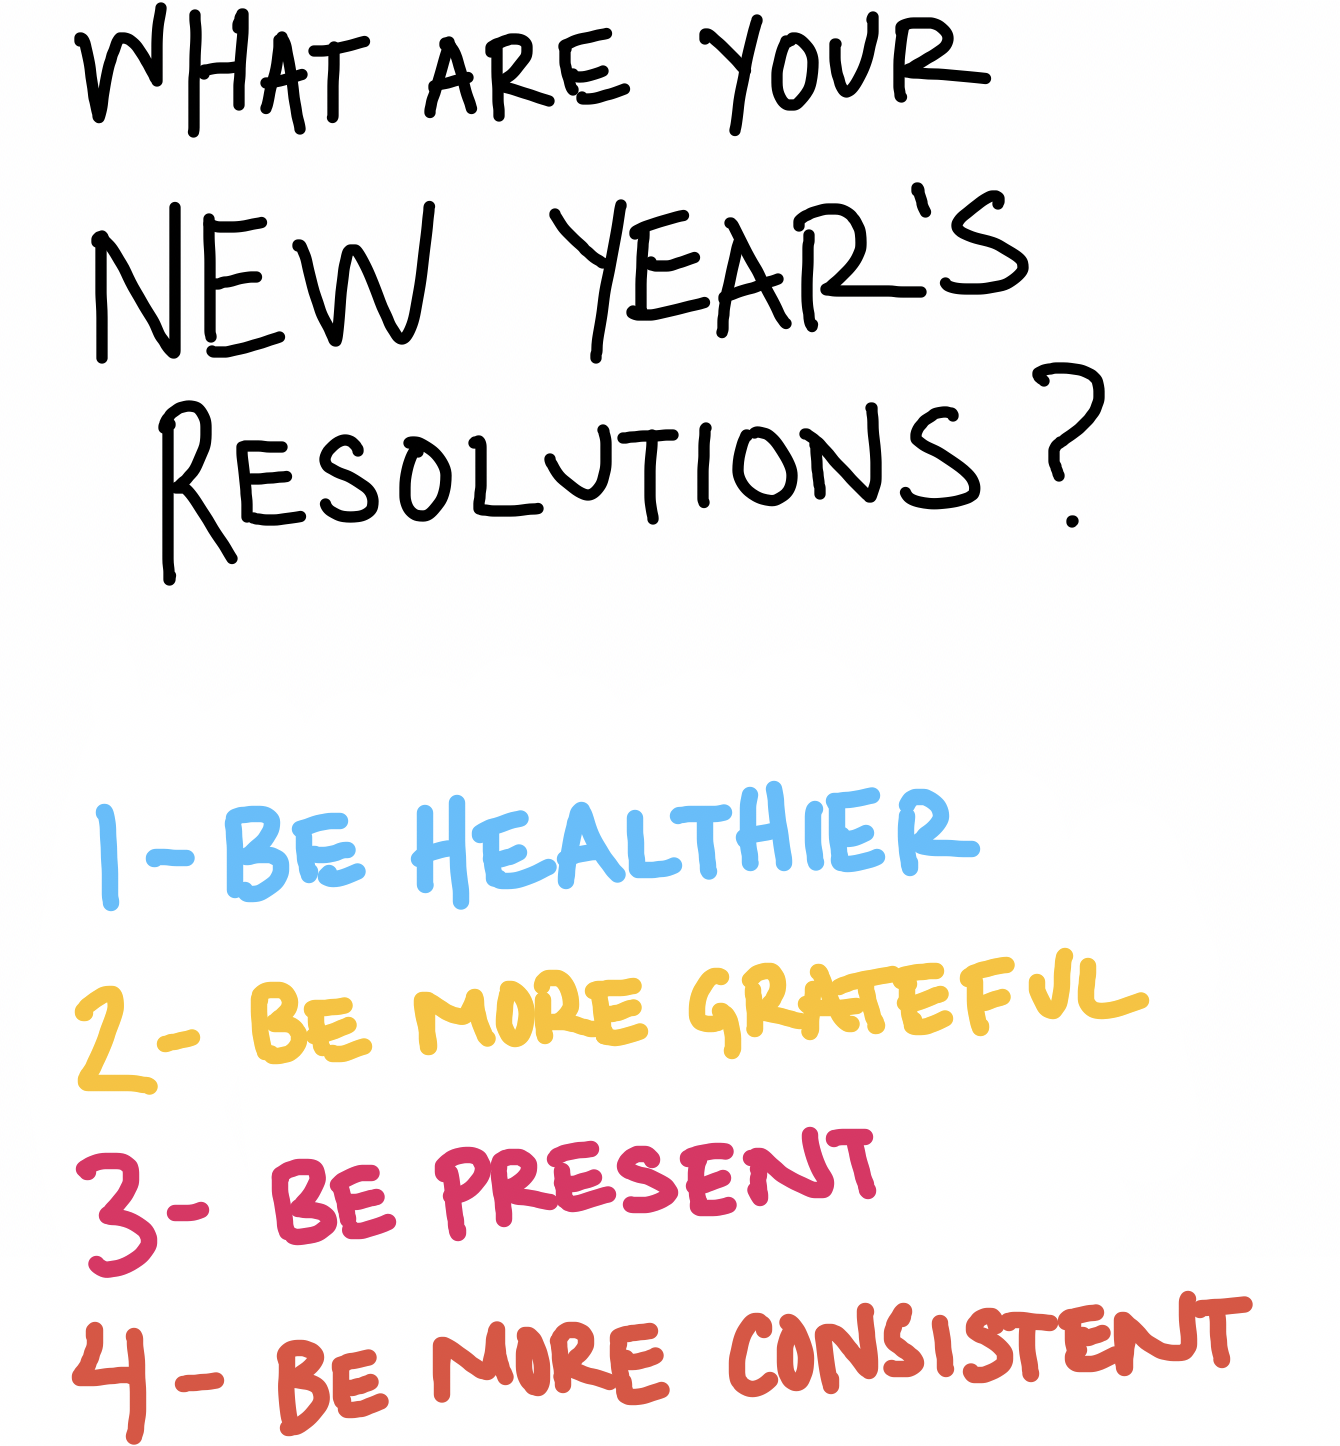 WHAT ARE YOUR
NEW YEAR'S
RESOLUTIONS?
1- BE HEALTHIER
2- BE MORE GRATEFUL
3- BE PRESENT
4- BE MORE CONSISTENT